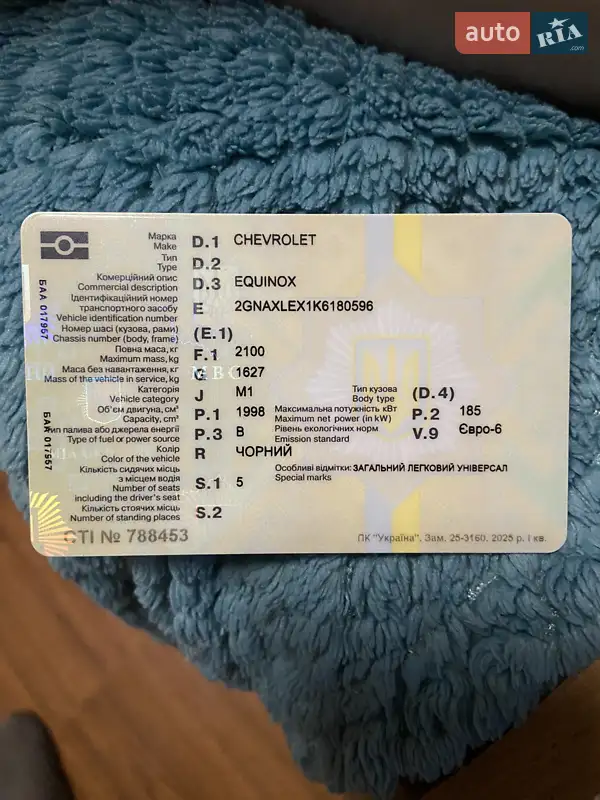 auto RIA .com
Марка
Make D.1 CHEVROLET
Тип
Type D.2
Комерційний опис
Commercial description D.3 EQUINOX
Ідентифікаційний номер
транспортного засобу E 2GNAXLEX1K6180596
Vehicle identification number
Номер шасі (кузова, рами)
Chassis number (body, frame) (E.1)
Повна маса, кг
Maximum mass, kg F.1 2100
Маса без навантаження, кг
Mass of the vehicle in service, kg G 1627
Категорія
Vehicle category J M1
Тип кузова
Body type (D.4)
Об'єм двигуна, см³
Capacity, cm³ P.1 1998
Максимальна потужність кВт
Maximum net power (in kW) P.2 185
Тип палива або джерела енергії
Type of fuel or power source P.3 B
Рівень екологічних норм
Emission standard V.9 Євро-6
Колір
Color of the vehicle R ЧОРНИЙ
Кількість сидячих місць
з місцем водія
Number of seats S.1 5
including the driver's seat
Особливі відмітки: ЗАГАЛЬНИЙ ЛЕГКОВИЙ УНІВЕРСАЛ
Special marks
Кількість стоячих місць
Number of standing places S.2
СТІ № 788453
ПК "Україна". Зам. 25-3160. 2025 р. І кв.
БАА 017957